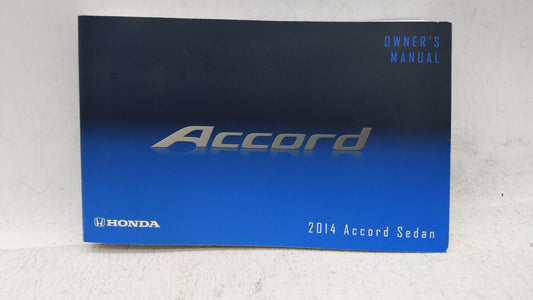 OWNER'S
MANUAL
Accord
HONDA
2014 Accord Sedan